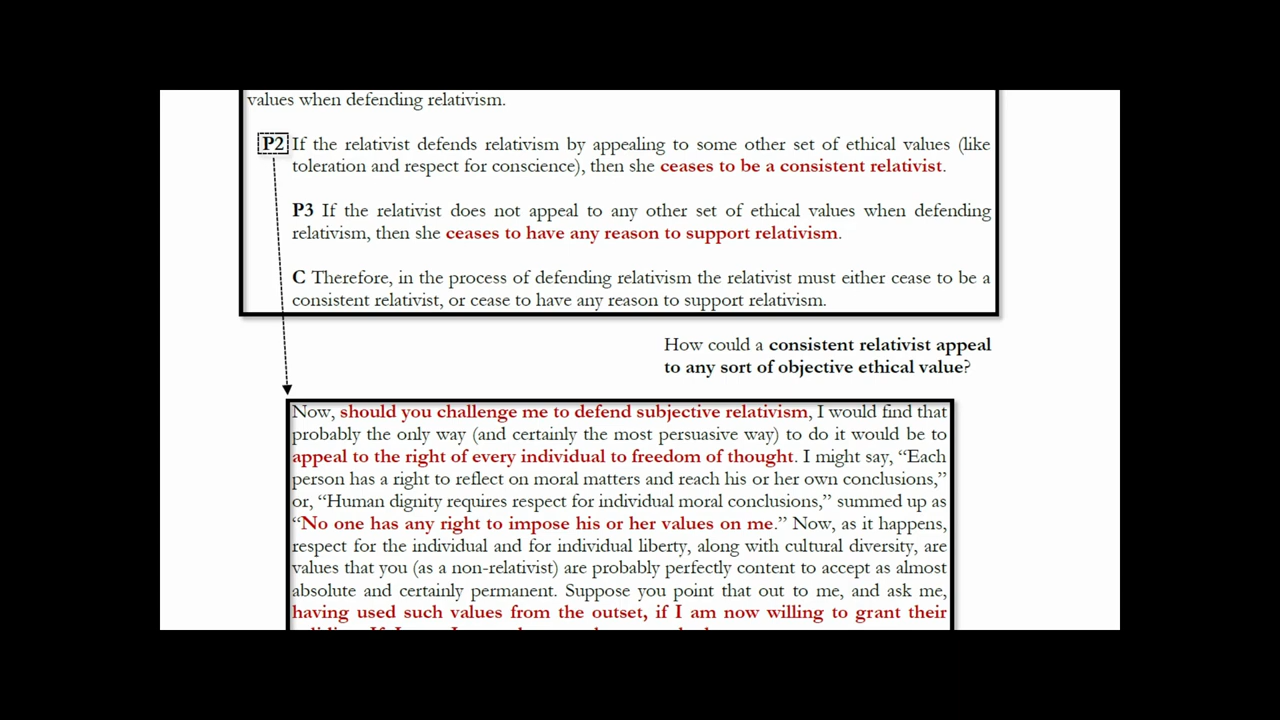 values when defending relativism.
P2 If the relativist defends relativism by appealing to some other set of ethical values (like
toleration and respect for conscience), then she ceases to be a consistent relativist.
P3 If the relativist does not appeal to any other set of ethical values when defending
relativism, then she ceases to have any reason to support relativism.
C Therefore, in the process of defending relativism the relativist must either cease to be a
consistent relativist, or cease to have any reason to support relativism.
How could a consistent relativist appeal
to any sort of objective ethical value?
Now, should you challenge me to defend subjective relativism, I would find that
probably the only way (and certainly the most persuasive way) to do it would be to
appeal to the right of every individual to freedom of thought. I might say, “Each
person has a right to reflect on moral matters and reach his or her own conclusions,”
or, “Human dignity requires respect for individual moral conclusions,” summed up as
“No one has any right to impose his or her values on me.” Now, as it happens,
respect for the individual and for individual liberty, along with cultural diversity, are
values that you (as a non-relativist) are probably perfectly content to accept as almost
absolute and certainly permanent. Suppose you point that out to me, and ask me,
having used such values from the outset, if I am now willing to grant their